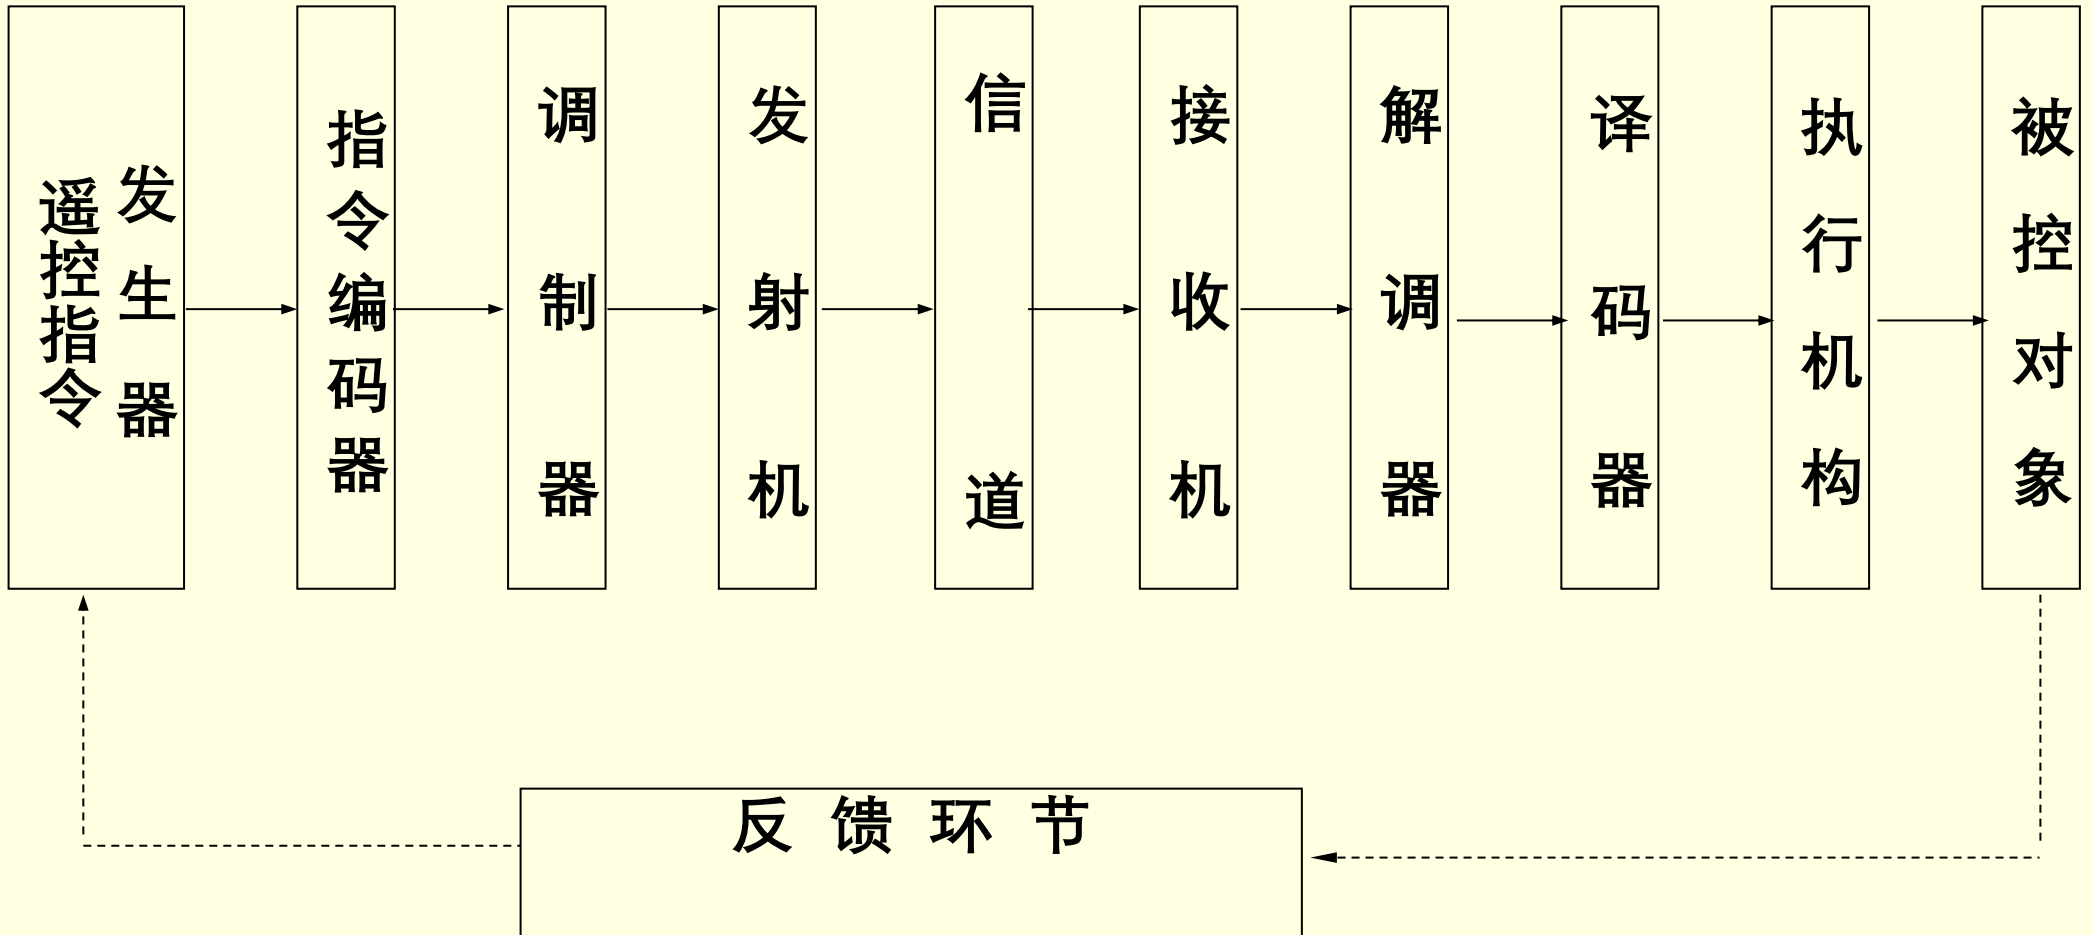 遥控指令
发生器
指令编码器
调制器
发射机
信道
接收机
解调器
译码器
执行机构
被控对象
反馈环节